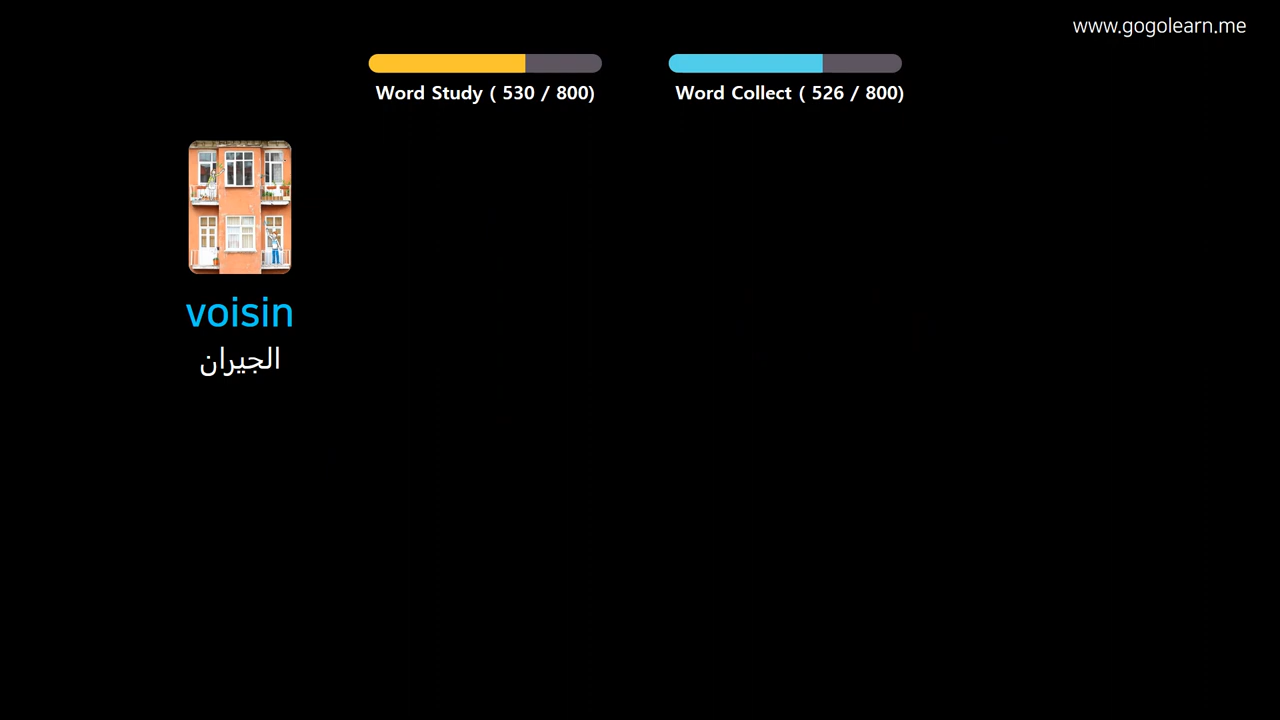 www.gogolearn.me
Word Study ( 530 / 800)
Word Collect ( 526 / 800)
voisin
الجيران